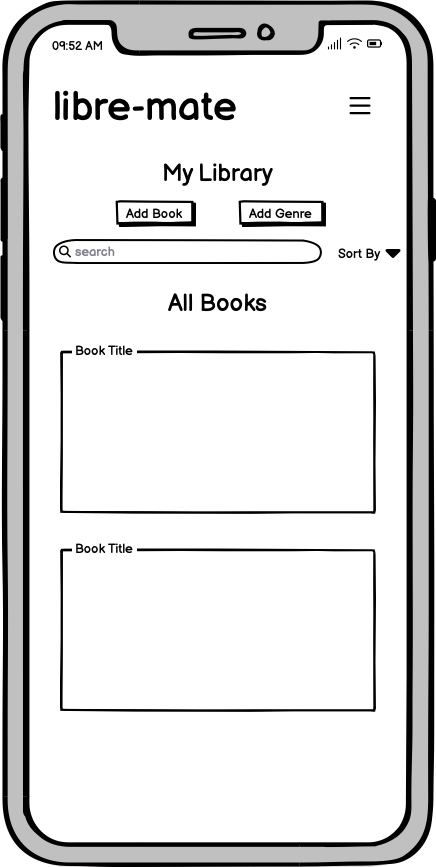 09:52 AM
libre-mate
My Library
Add Book
Add Genre
search
Sort By
All Books
Book Title
Book Title